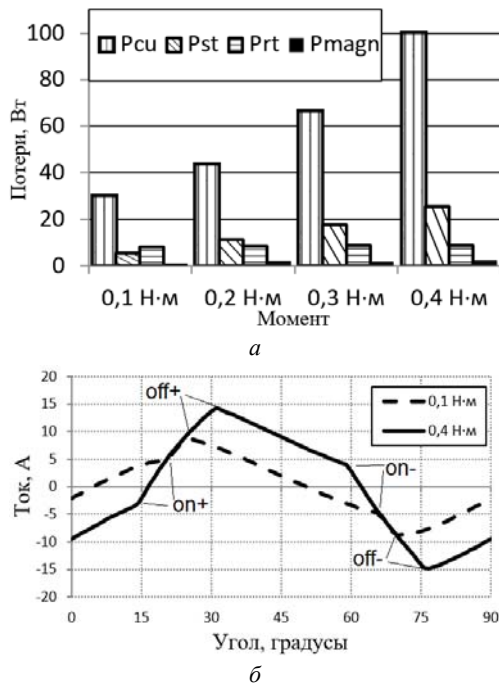 100
Pcu Pst Prt Pmagn
80
60
40
20
0
Потери, Вт
0,1 Н·м 0,2 Н·м 0,3 Н·м 0,4 Н·м
Момент
а
20
15
10
5
0
-5
-10
-15
-20
Ток, А
off+
on+
on-
off-
0,1 Н·м
0,4 Н·м
0 15 30 45 60 75 90
Угол, градусы
б